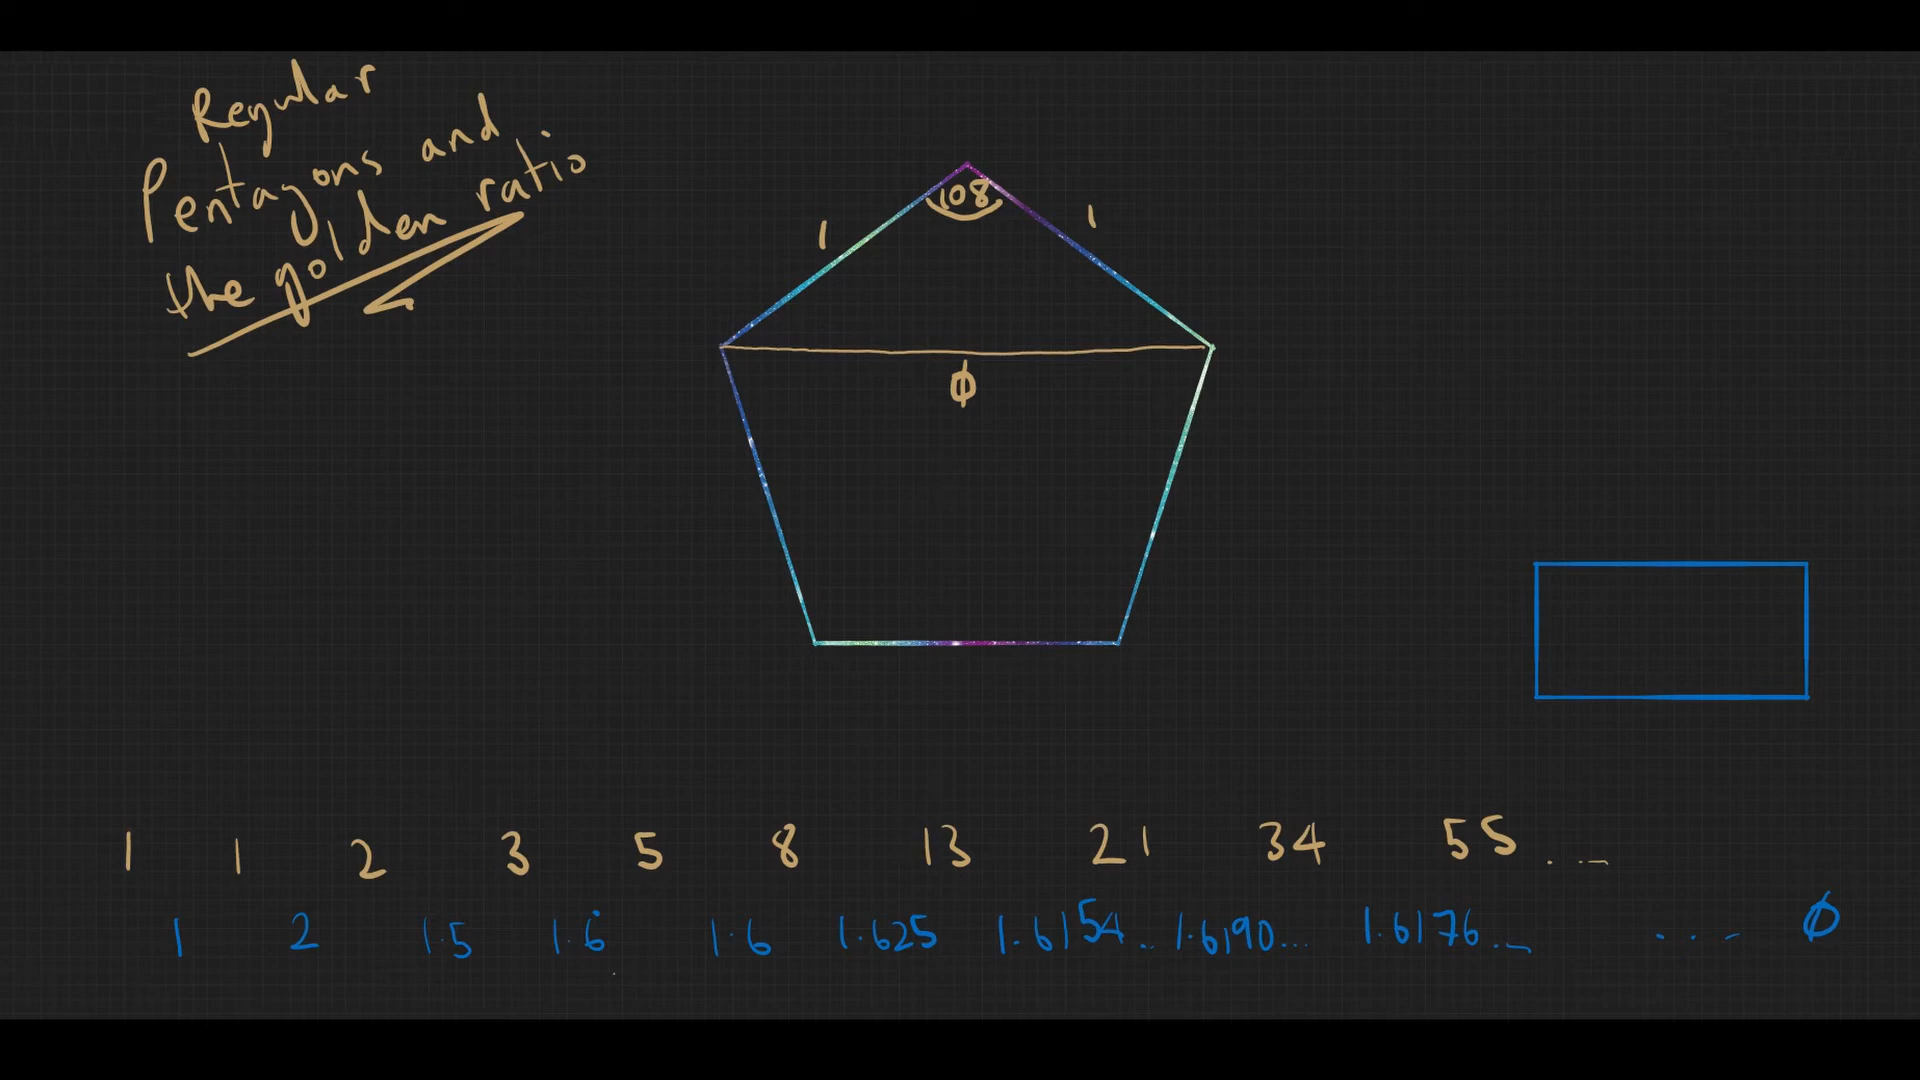 Regular
Pentagons and
the golden ratio
108
1 1
ϕ
1 1 2 3 5 8 13 21 34 55 ...
1 2 1.5 1.6̇ 1.6 1.625 1.6154... 1.6190... 1.6176... ... ϕ